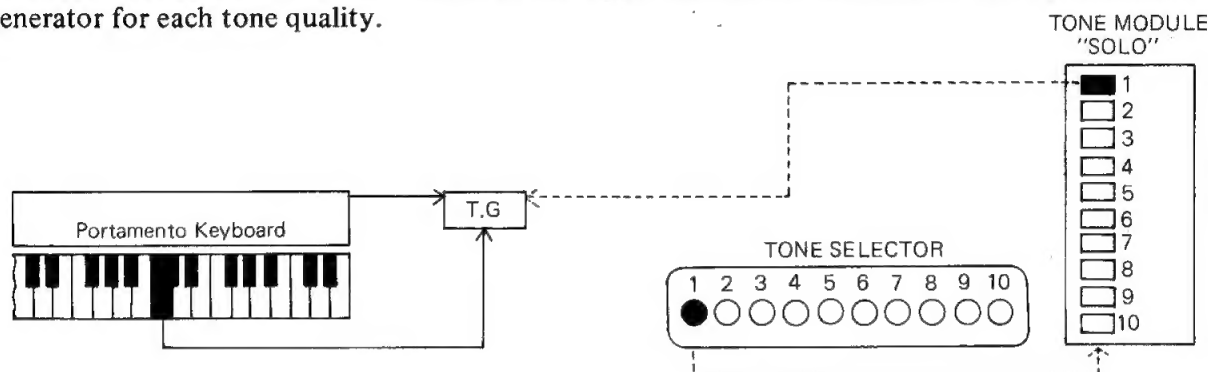 enerator for each tone quality.
TONE MODULE
"SOLO"
1
2
3
4
5
6
7
8
9
10
T.G
Portamento Keyboard
TONE SELECTOR
1 2 3 4 5 6 7 8 9 10